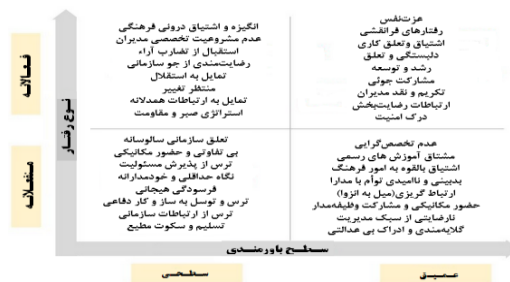 عزت‌نفس
رفتارهای فرانقشی
اشتیاق وتعلق کاری
دلبستگی و تعلق
رشد و توسعه
مشارکت جوئی
تکریم و نقد مدیران
ارتباطات رضایت‌بخش
درک امنیت
انگیزه و اشتیاق درونی فرهنگی
عدم مشروعیت تخصصی مدیران
استقبال از تضارب آراء
رضایت‌مندی از جو سازمانی
تمایل به استقلال
منتظر تغییر
تمایل به ارتباطات همدلانه
استراتژی صبر و مقاومت
فعالانه
نوع رفتار
عدم تخصص‌گرایی
مشتاق آموزش های رسمی
اشتیاق بالقوه به امور فرهنگ
بدبینی و ناامیدی توأم با مدارا
ارتباط گریزی(میل به انزوا)
حضور مکانیکی و مشارکت وظیفه‌مدار
نارضایتی از سبک مدیریت
گلایه‌مندی و ادراک بی عدالتی
تعلق سازمانی سالوسانه
بی تفاوتی و حضور مکانیکی
ترس از پذیرش مسئولیت
نگاه حداقلی و خودمدارانه
فرسودگی هیجانی
ترس و توسل به ساز و کار دفاعی
ترس از ارتباطات سازمانی
تسلیم و سکوت مطیع
منفعلانه
سطح باورمندی
عمیق
سطحی